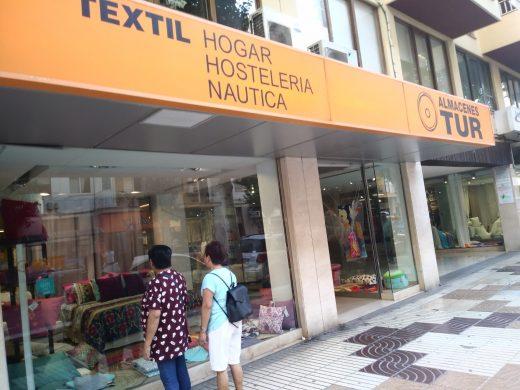 TEXTIL HOGAR
HOSTELERIA
NAUTICA
ALMACENES
TUR